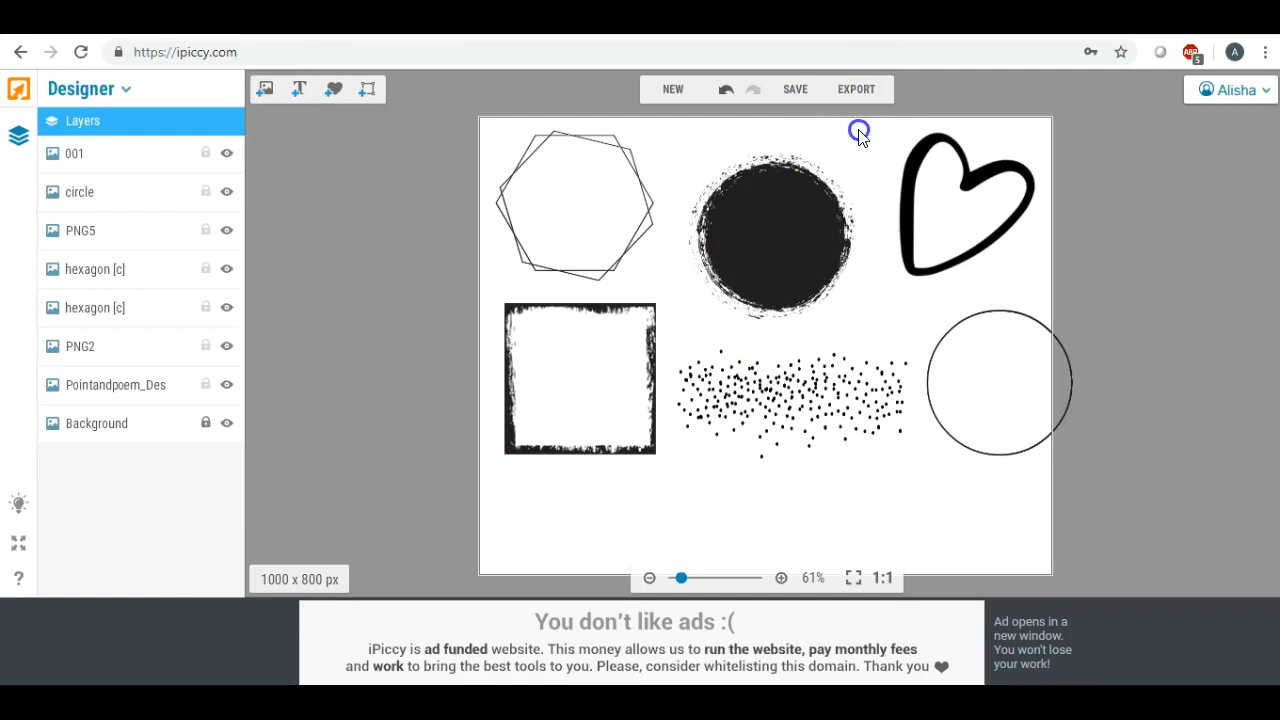 https://ipiccy.com
ABP
5
A
Designer
NEW
SAVE
EXPORT
Alisha
Layers
001
circle
PNG5
hexagon [c]
hexagon [c]
PNG2
Pointandpoem_Des
Background
?
1000 x 800 px
61%
1:1
You don't like ads :(
iPiccy is ad funded website. This money allows us to run the website, pay monthly fees
and work to bring the best tools to you. Please, consider whitelisting this domain. Thank you
Ad opens in a
new window.
You won't lose
your work!